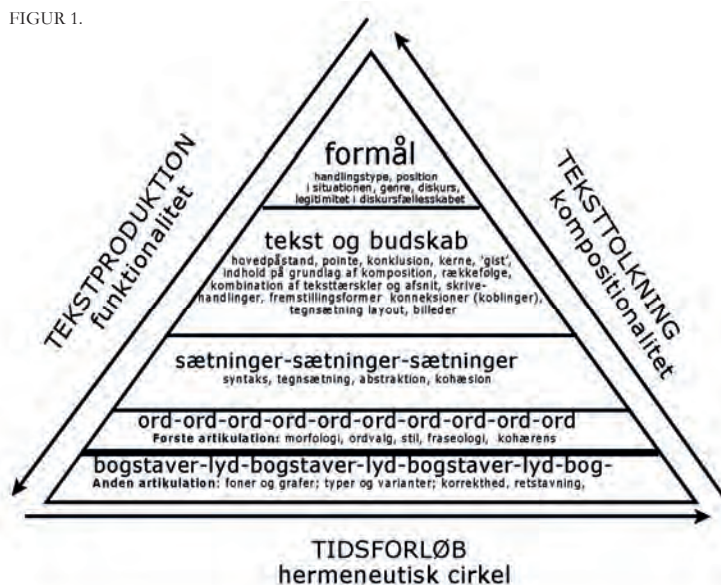 FIGUR 1.
TEKSTPRODUKTION
funktionalitet
TEKSTTOLKNING
kompositionalitet
formål
handlingstype, position
i situationen, genre, diskurs,
legitimitet i diskursfællesskabet
tekst og budskab
hovedpåstand, pointe, konklusion, kerne, 'gist',
indhold på grundlag af komposition, rækkefølge,
kombination af teksttærskler og afsnit, skrive-
handlinger, fremstillingsformer konneksioner (koblinger),
tegnsætning layout, billeder
sætninger-sætninger-sætninger
syntaks, tegnsætning, abstraktion, kohæsion
ord-ord-ord-ord-ord-ord-ord-ord-ord-ord
Første artikulation: morfologi, ordvalg, stil, fraseologi, kohærens
bogstaver-lyd-bogstaver-lyd-bogstaver-lyd-bog-
Anden artikulation: foner og grafer; typer og varianter; korrekthed, retstavning,
TIDSFORLØB
hermeneutisk cirkel